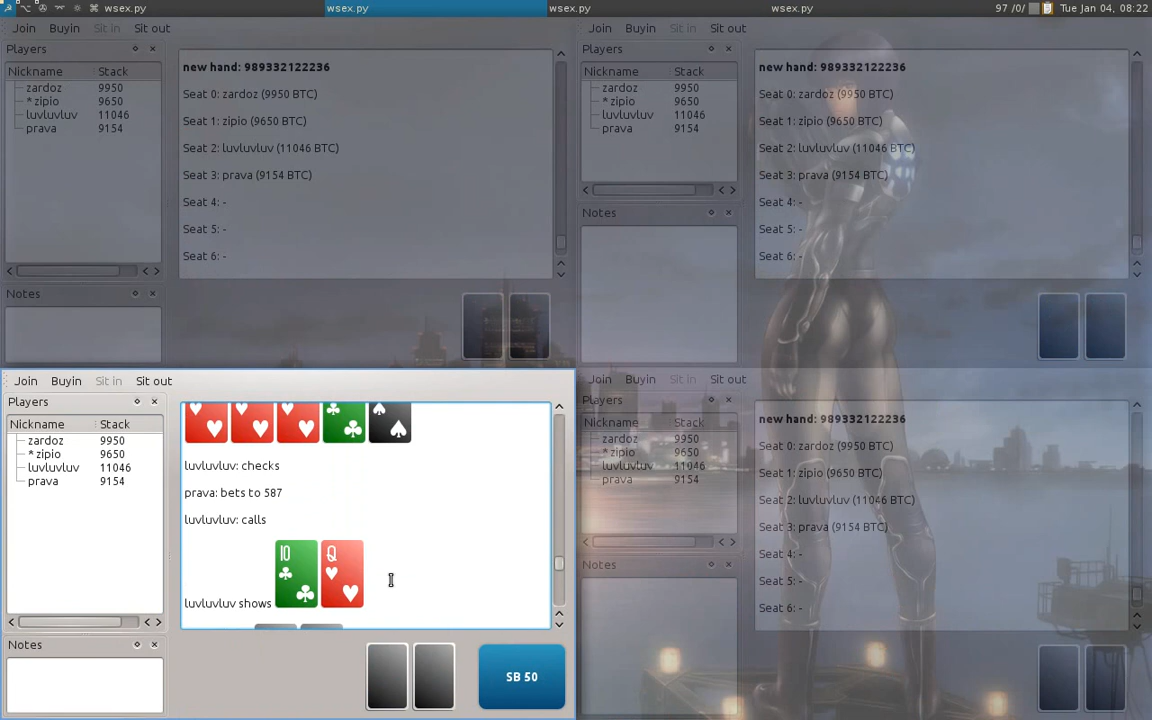 wsex.py wsex.py wsex.py wsex.py 97 /0/ Tue Jan 04, 08:22
Join Buyin Sit in Sit out
Players
Nickname Stack
zardoz 9950
* zipio 9650
luvluvluv 11046
prava 9154
Notes
new hand: 989332122236
Seat 0: zardoz (9950 BTC)
Seat 1: zipio (9650 BTC)
Seat 2: luvluvluv (11046 BTC)
Seat 3: prava (9154 BTC)
Seat 4: -
Seat 5: -
Seat 6: -
Join Buyin Sit in Sit out
Players
Nickname Stack
zardoz 9950
* zipio 9650
luvluvluv 11046
prava 9154
Notes
new hand: 989332122236
Seat 0: zardoz (9950 BTC)
Seat 1: zipio (9650 BTC)
Seat 2: luvluvluv (11046 BTC)
Seat 3: prava (9154 BTC)
Seat 4: -
Seat 5: -
Seat 6: -
Join Buyin Sit in Sit out
Players
Nickname Stack
zardoz 9950
* zipio 9650
luvluvluv 11046
prava 9154
Notes
luvluvluv: checks
prava: bets to 587
luvluvluv: calls
10 Q
luvluvluv shows
SB 50
Join Buyin Sit in Sit out
Players
Nickname Stack
zardoz 9950
* zipio 9650
luvluvluv 11046
prava 9154
Notes
new hand: 989332122236
Seat 0: zardoz (9950 BTC)
Seat 1: zipio (9650 BTC)
Seat 2: luvluvluv (11046 BTC)
Seat 3: prava (9154 BTC)
Seat 4: -
Seat 5: -
Seat 6: -